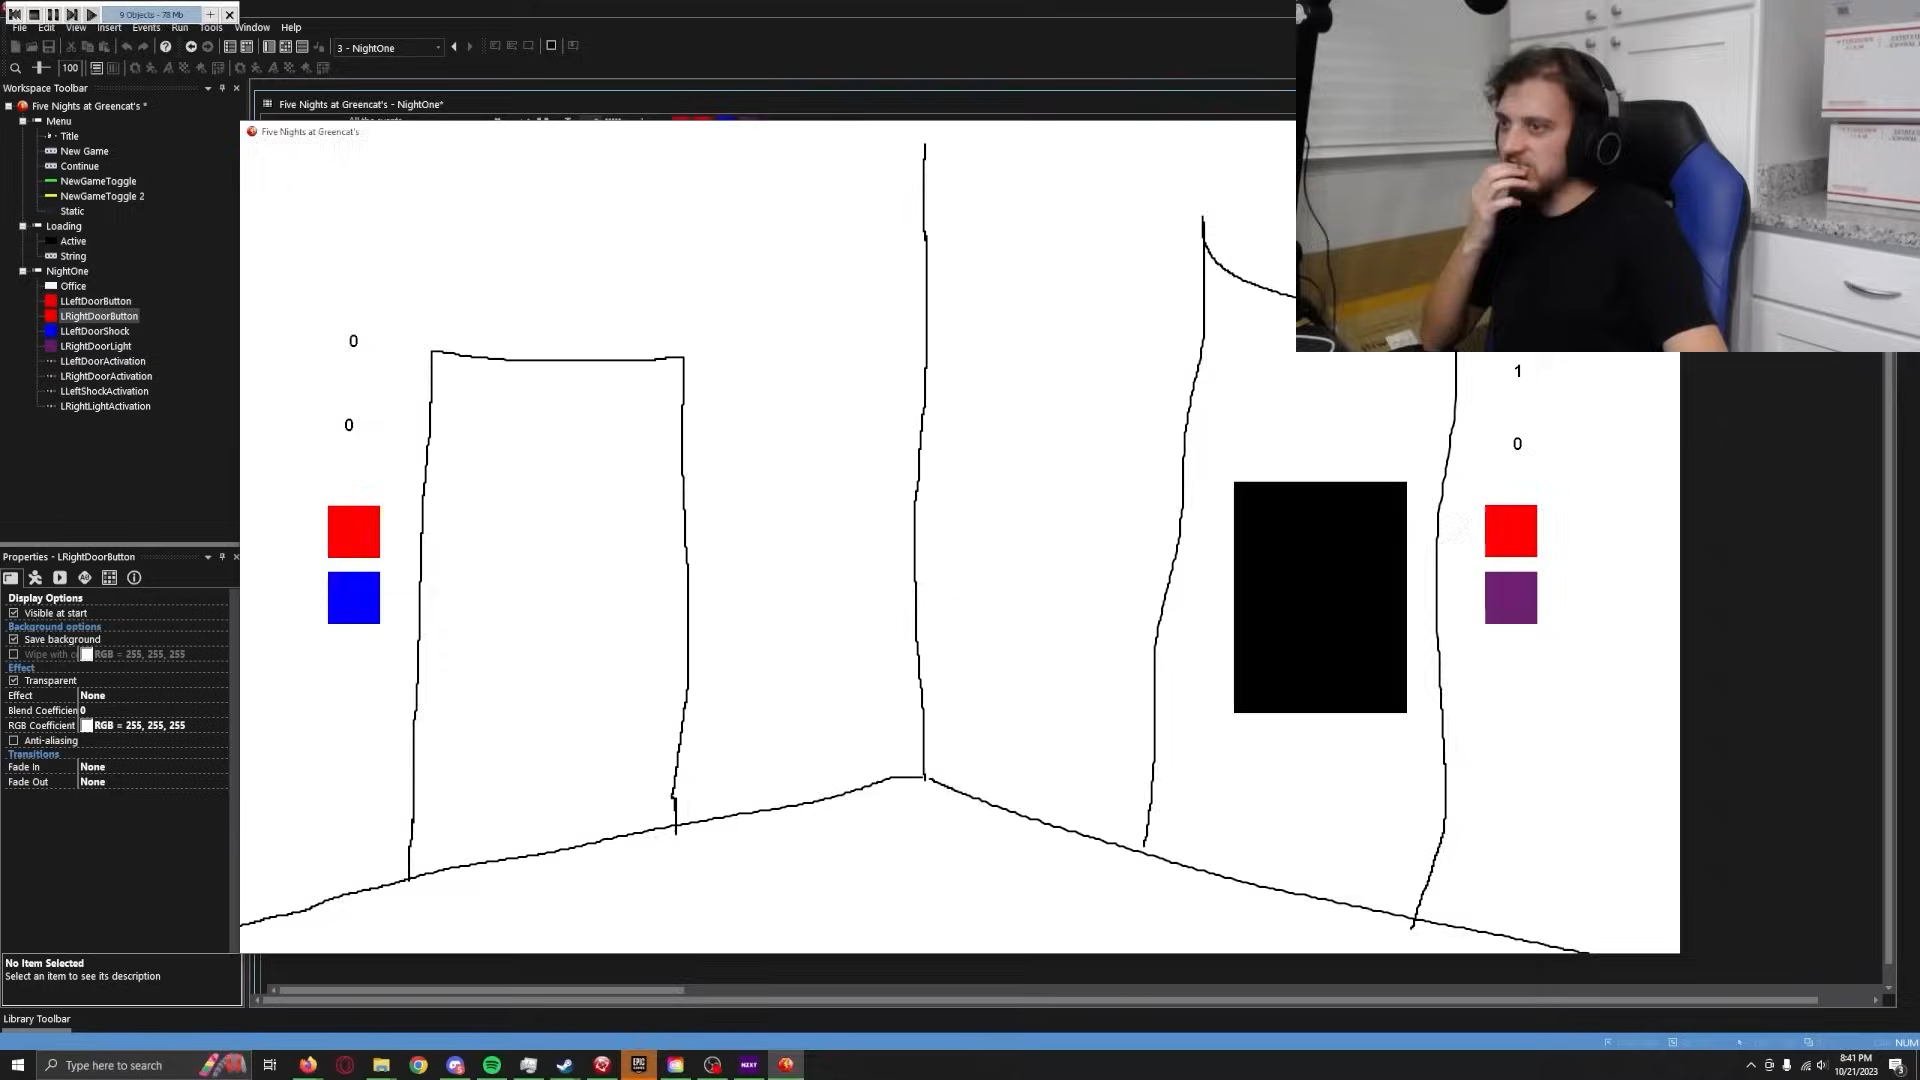 9 Objects - 78 Mb
File Edit View Insert Events Run Tools Window Help
100
3 - NightOne
Workspace Toolbar
Five Nights at Greencat's *
Menu
Title
New Game
Continue
NewGameToggle
NewGameToggle 2
Static
Loading
Active
String
NightOne
Office
LLeftDoorButton
LRightDoorButton
LLeftDoorShock
LRightDoorLight
LLeftDoorActivation
LRightDoorActivation
LLeftShockActivation
LRightLightActivation
Five Nights at Greencat's - NightOne*
Five Nights at Greencat's
0
0
1
0
Properties - LRightDoorButton
Display Options
Visible at start
Background options
Save background
Wipe with c RGB = 255, 255, 255
Effect
Transparent
Effect None
Blend Coefficien 0
RGB Coefficient RGB = 255, 255, 255
Anti-aliasing
Transitions
Fade In None
Fade Out None
No Item Selected
Select an item to see its description
Library Toolbar
NUM
Type here to search
EPIC
NEXT
8:41 PM
10/21/2023
3